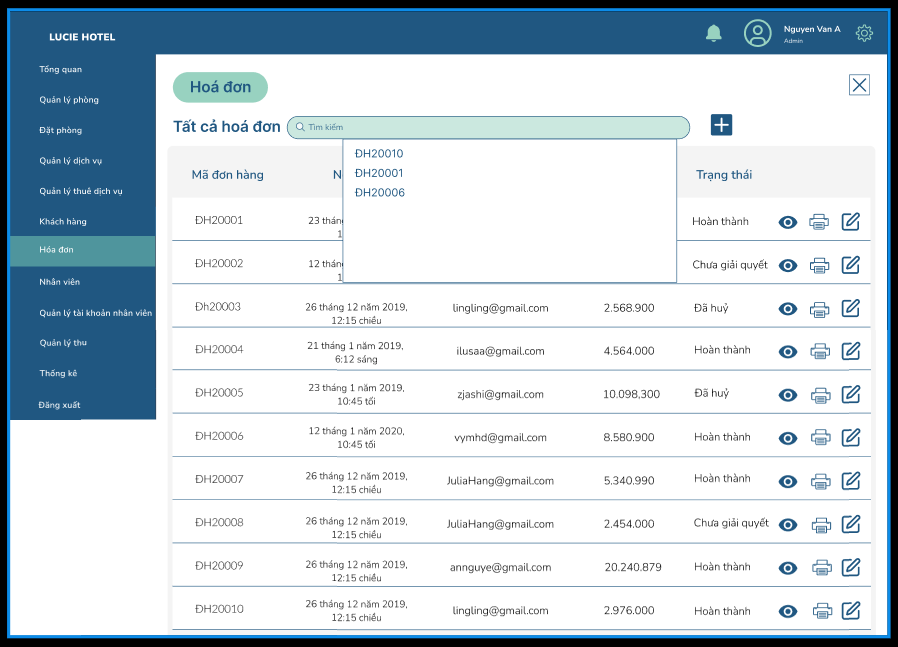 LUCIE HOTEL
Nguyen Van A
Admin
Tổng quan
Quản lý phòng
Đặt phòng
Quản lý dịch vụ
Quản lý thuê dịch vụ
Khách hàng
Hóa đơn
Nhân viên
Quản lý tài khoản nhân viên
Quản lý thu
Thống kê
Đăng xuất
Hoá đơn
Tất cả hoá đơn
Tìm kiếm
ĐH20010
ĐH20001
ĐH20006
Mã đơn hàng N Trạng thái
ĐH20001 23 thán Hoàn thành
1
ĐH20002 12 thán Chưa giải quyết
1
Đh20003 26 tháng 12 năm 2019, lingling@gmail.com 2.568.900 Đã huỷ
12:15 chiều
ĐH20004 21 tháng 1 năm 2019, ilusaa@gmail.com 4.564.000 Hoàn thành
6:12 sáng
ĐH20005 23 tháng 1 năm 2019, zjashi@gmail.com 10.098,300 Đã huỷ
10:45 tối
ĐH20006 12 tháng 1 năm 2020, vymhd@gmail.com 8.580.900 Hoàn thành
10:45 tối
ĐH20007 26 tháng 12 năm 2019, JuliaHang@gmail.com 5.340.990 Hoàn thành
12:15 chiều
ĐH20008 26 tháng 12 năm 2019, JuliaHang@gmail.com 2.454.000 Chưa giải quyết
12:15 chiều
ĐH20009 26 tháng 12 năm 2019, annguye@gmail.com 20.240.879 Hoàn thành
12:15 chiều
ĐH20010 26 tháng 12 năm 2019, lingling@gmail.com 2.976.000 Hoàn thành
12:15 chiều